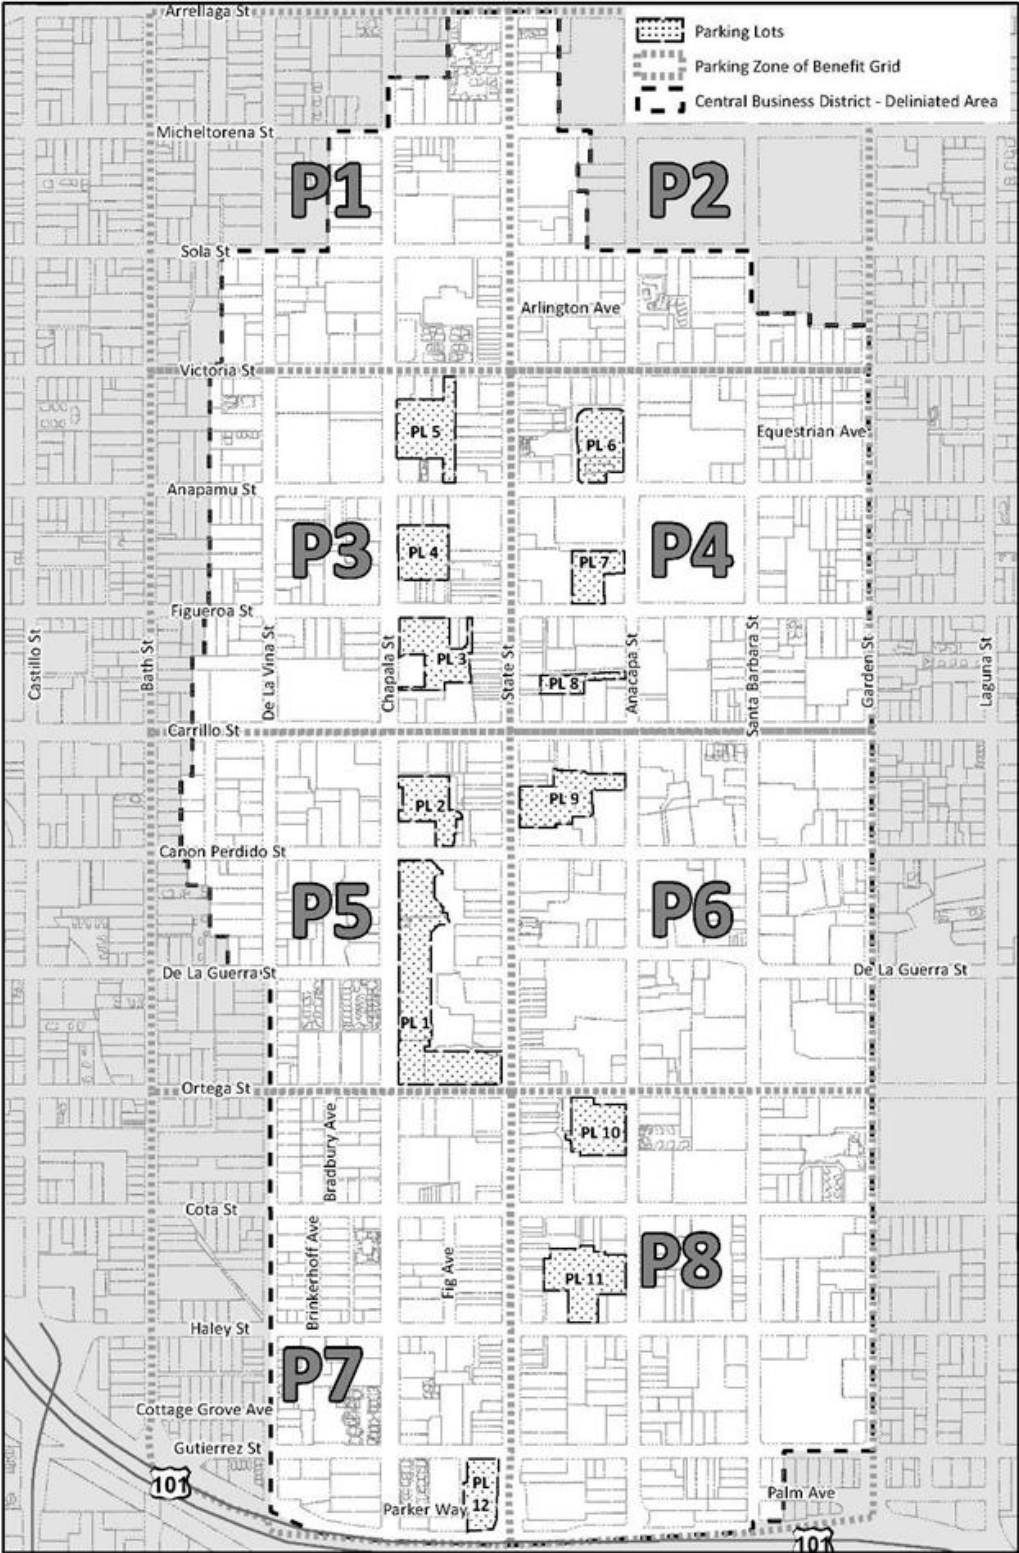 Arrellaga St
Parking Lots
Parking Zone of Benefit Grid
Central Business District - Deliniated Area
Micheltorena St
P1
P2
Sola St
Arlington Ave
Victoria St
PL 5
PL 6
Equestrian Ave
Anapamu St
P3
PL 4
PL 7
P4
Figueroa St
Castillo St
Bath St
De La Vina St
Chapala St
PL 3
State St
PL 8
Anacapa St
Santa Barbara St
Garden St
Laguna St
Carrillo St
PL 2
PL 9
Canon Perdido St
P5
P6
De La Guerra St
De La Guerra St
PL 1
Ortega St
Bradbury Ave
PL 10
Cota St
Brinkerhoff Ave
Fig Ave
PL 11
P8
Haley St
P7
Cottage Grove Ave
Gutierrez St
101
Parker Way
PL
12
Palm Ave
101